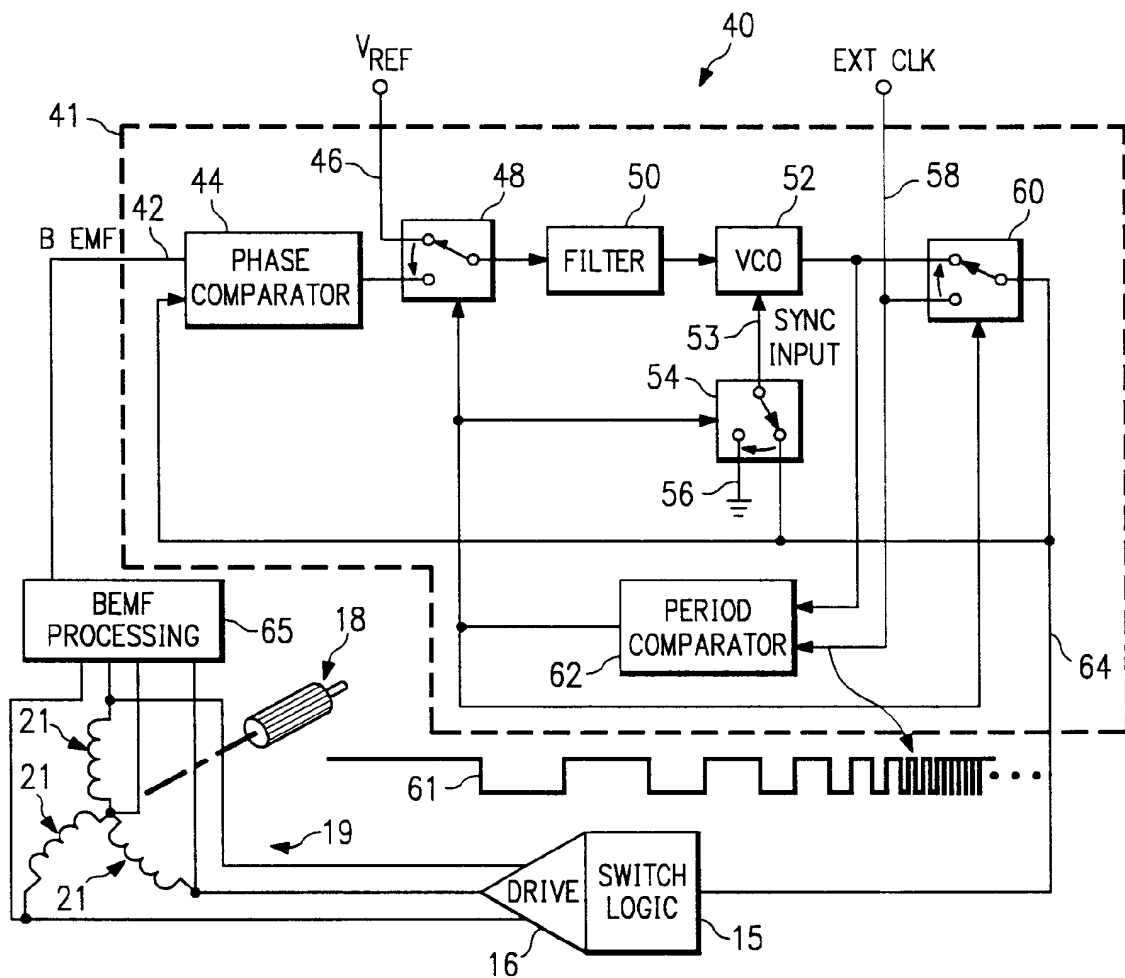 40
VREF
EXT CLK
41
46
44
48
50
52
58
60
42
B EMF
PHASE
COMPARATOR
FILTER
VCO
53
SYNC
INPUT
54
56
BEMF
PROCESSING
65
PERIOD
COMPARATOR
62
64
18
21
61
21
19
21
DRIVE
SWITCH
LOGIC
16
15